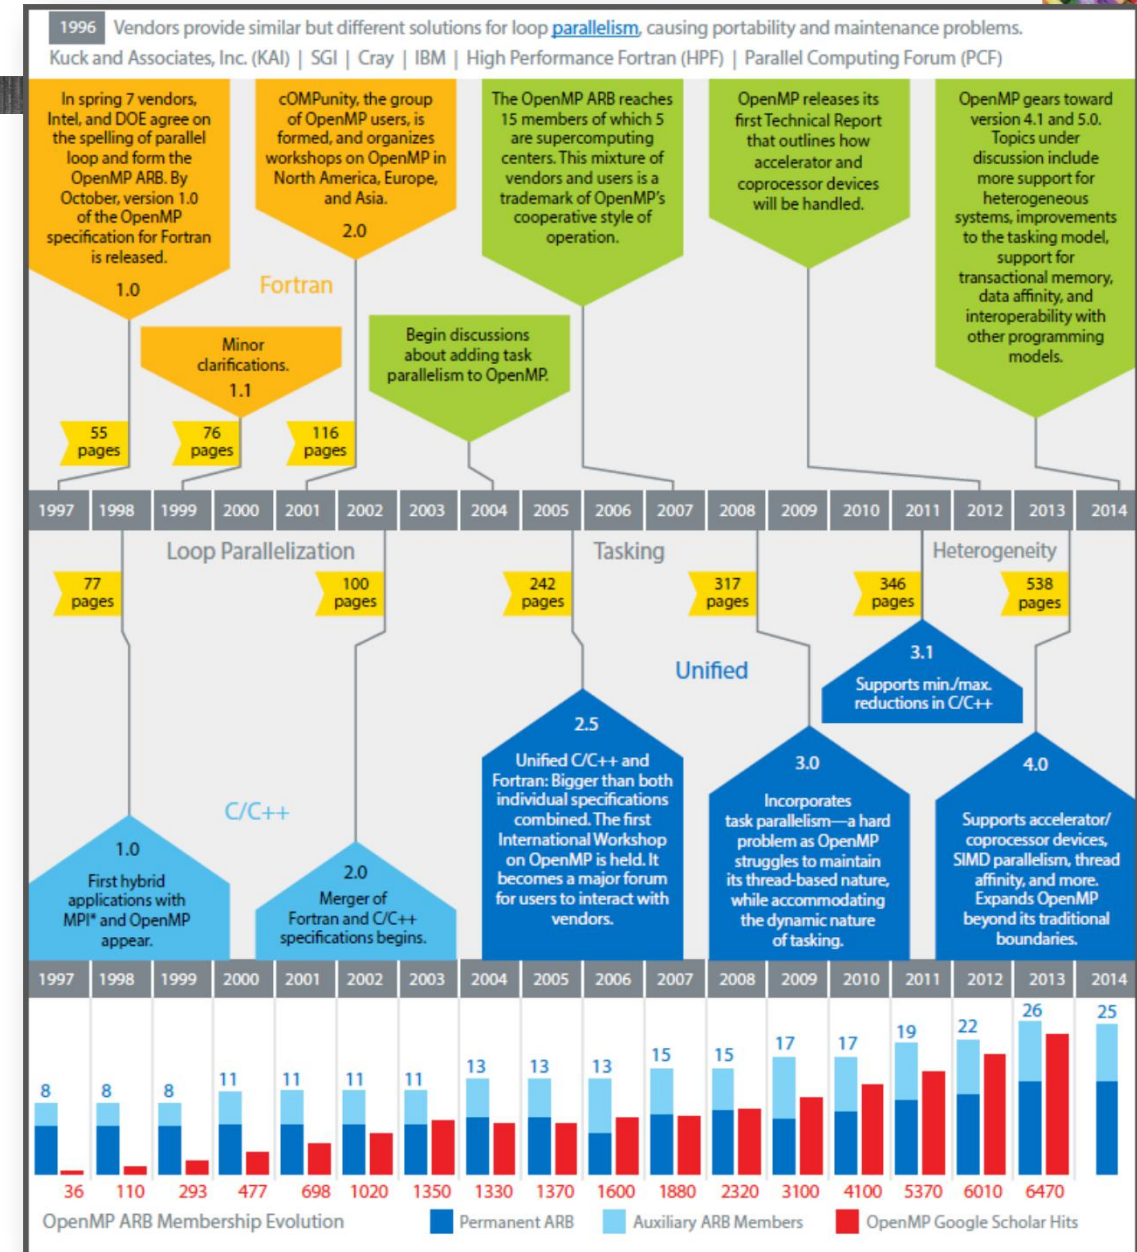 1996 Vendors provide similar but different solutions for loop parallelism, causing portability and maintenance problems.
Kuck and Associates, Inc. (KAI) | SGI | Cray | IBM | High Performance Fortran (HPF) | Parallel Computing Forum (PCF)
In spring 7 vendors,
Intel, and DOE agree on
the spelling of parallel
loop and form the
OpenMP ARB. By
October, version 1.0
of the OpenMP
specification for Fortran
is released.
1.0
cOMPunity, the group
of OpenMP users, is
formed, and organizes
workshops on OpenMP in
North America, Europe,
and Asia.
2.0
The OpenMP ARB reaches
15 members of which 5
are supercomputing
centers. This mixture of
vendors and users is a
trademark of OpenMP's
cooperative style of
operation.
OpenMP releases its
first Technical Report
that outlines how
accelerator and
coprocessor devices
will be handled.
OpenMP gears toward
version 4.1 and 5.0.
Topics under
discussion include
more support for
heterogeneous
systems, improvements
to the tasking model,
support for
transactional memory,
data affinity, and
interoperability with
other programming
models.
Fortran
Minor
clarifications.
1.1
Begin discussions
about adding task
parallelism to OpenMP.
55
pages
76
pages
116
pages
1997 1998 1999 2000 2001 2002 2003 2004 2005 2006 2007 2008 2009 2010 2011 2012 2013 2014
Loop Parallelization Tasking Heterogeneity
77
pages
100
pages
242
pages
317
pages
346
pages
538
pages
Unified
C/C++
1.0
First hybrid
applications with
MPI* and OpenMP
appear.
2.0
Merger of
Fortran and C/C++
specifications begins.
2.5
Unified C/C++ and
Fortran: Bigger than both
individual specifications
combined. The first
International Workshop
on OpenMP is held. It
becomes a major forum
for users to interact with
vendors.
3.0
Incorporates
task parallelism—a hard
problem as OpenMP
struggles to maintain
its thread-based nature,
while accommodating
the dynamic nature
of tasking.
3.1
Supports min./max.
reductions in C/C++
4.0
Supports accelerator/
coprocessor devices,
SIMD parallelism, thread
affinity, and more.
Expands OpenMP
beyond its traditional
boundaries.
1997 1998 1999 2000 2001 2002 2003 2004 2005 2006 2007 2008 2009 2010 2011 2012 2013 2014
8 8 8 11 11 11 11 13 13 13 15 15 17 17 19 22 26 25
36 110 293 477 698 1020 1350 1330 1370 1600 1880 2320 3100 4100 5370 6010 6470
OpenMP ARB Membership Evolution Permanent ARB Auxiliary ARB Members OpenMP Google Scholar Hits